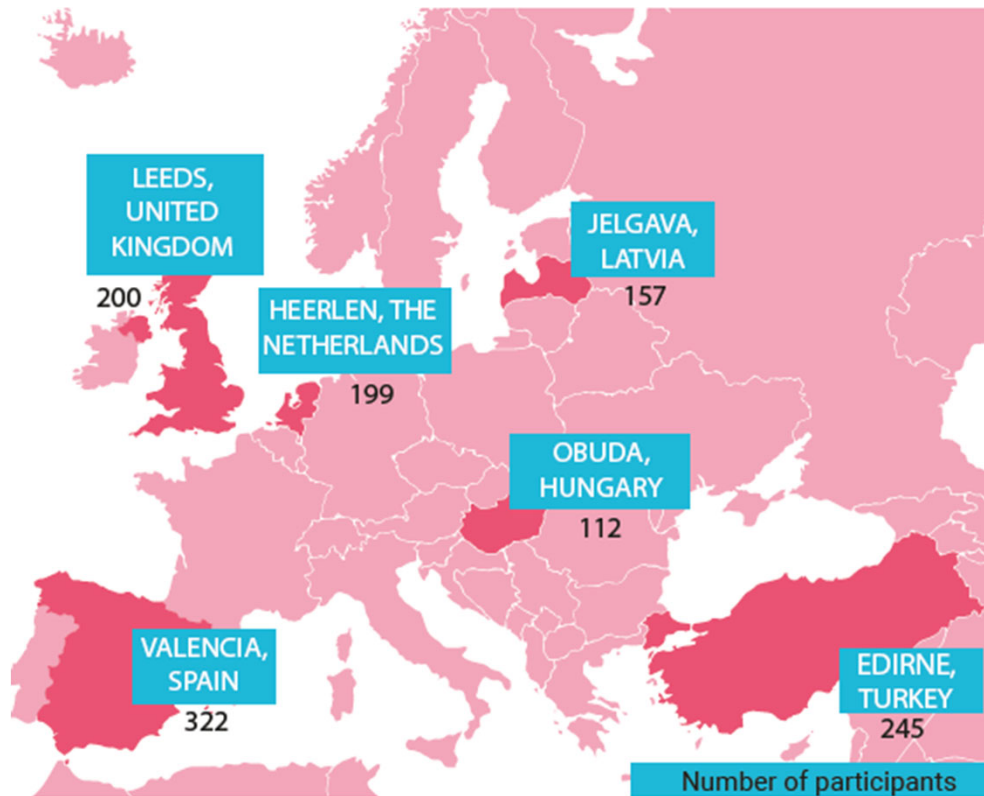 LEEDS,
UNITED
KINGDOM
200
JELGAVA,
LATVIA
157
HEERLEN, THE
NETHERLANDS
199
OBUDA,
HUNGARY
112
VALENCIA,
SPAIN
322
EDIRNE,
TURKEY
245
Number of participants